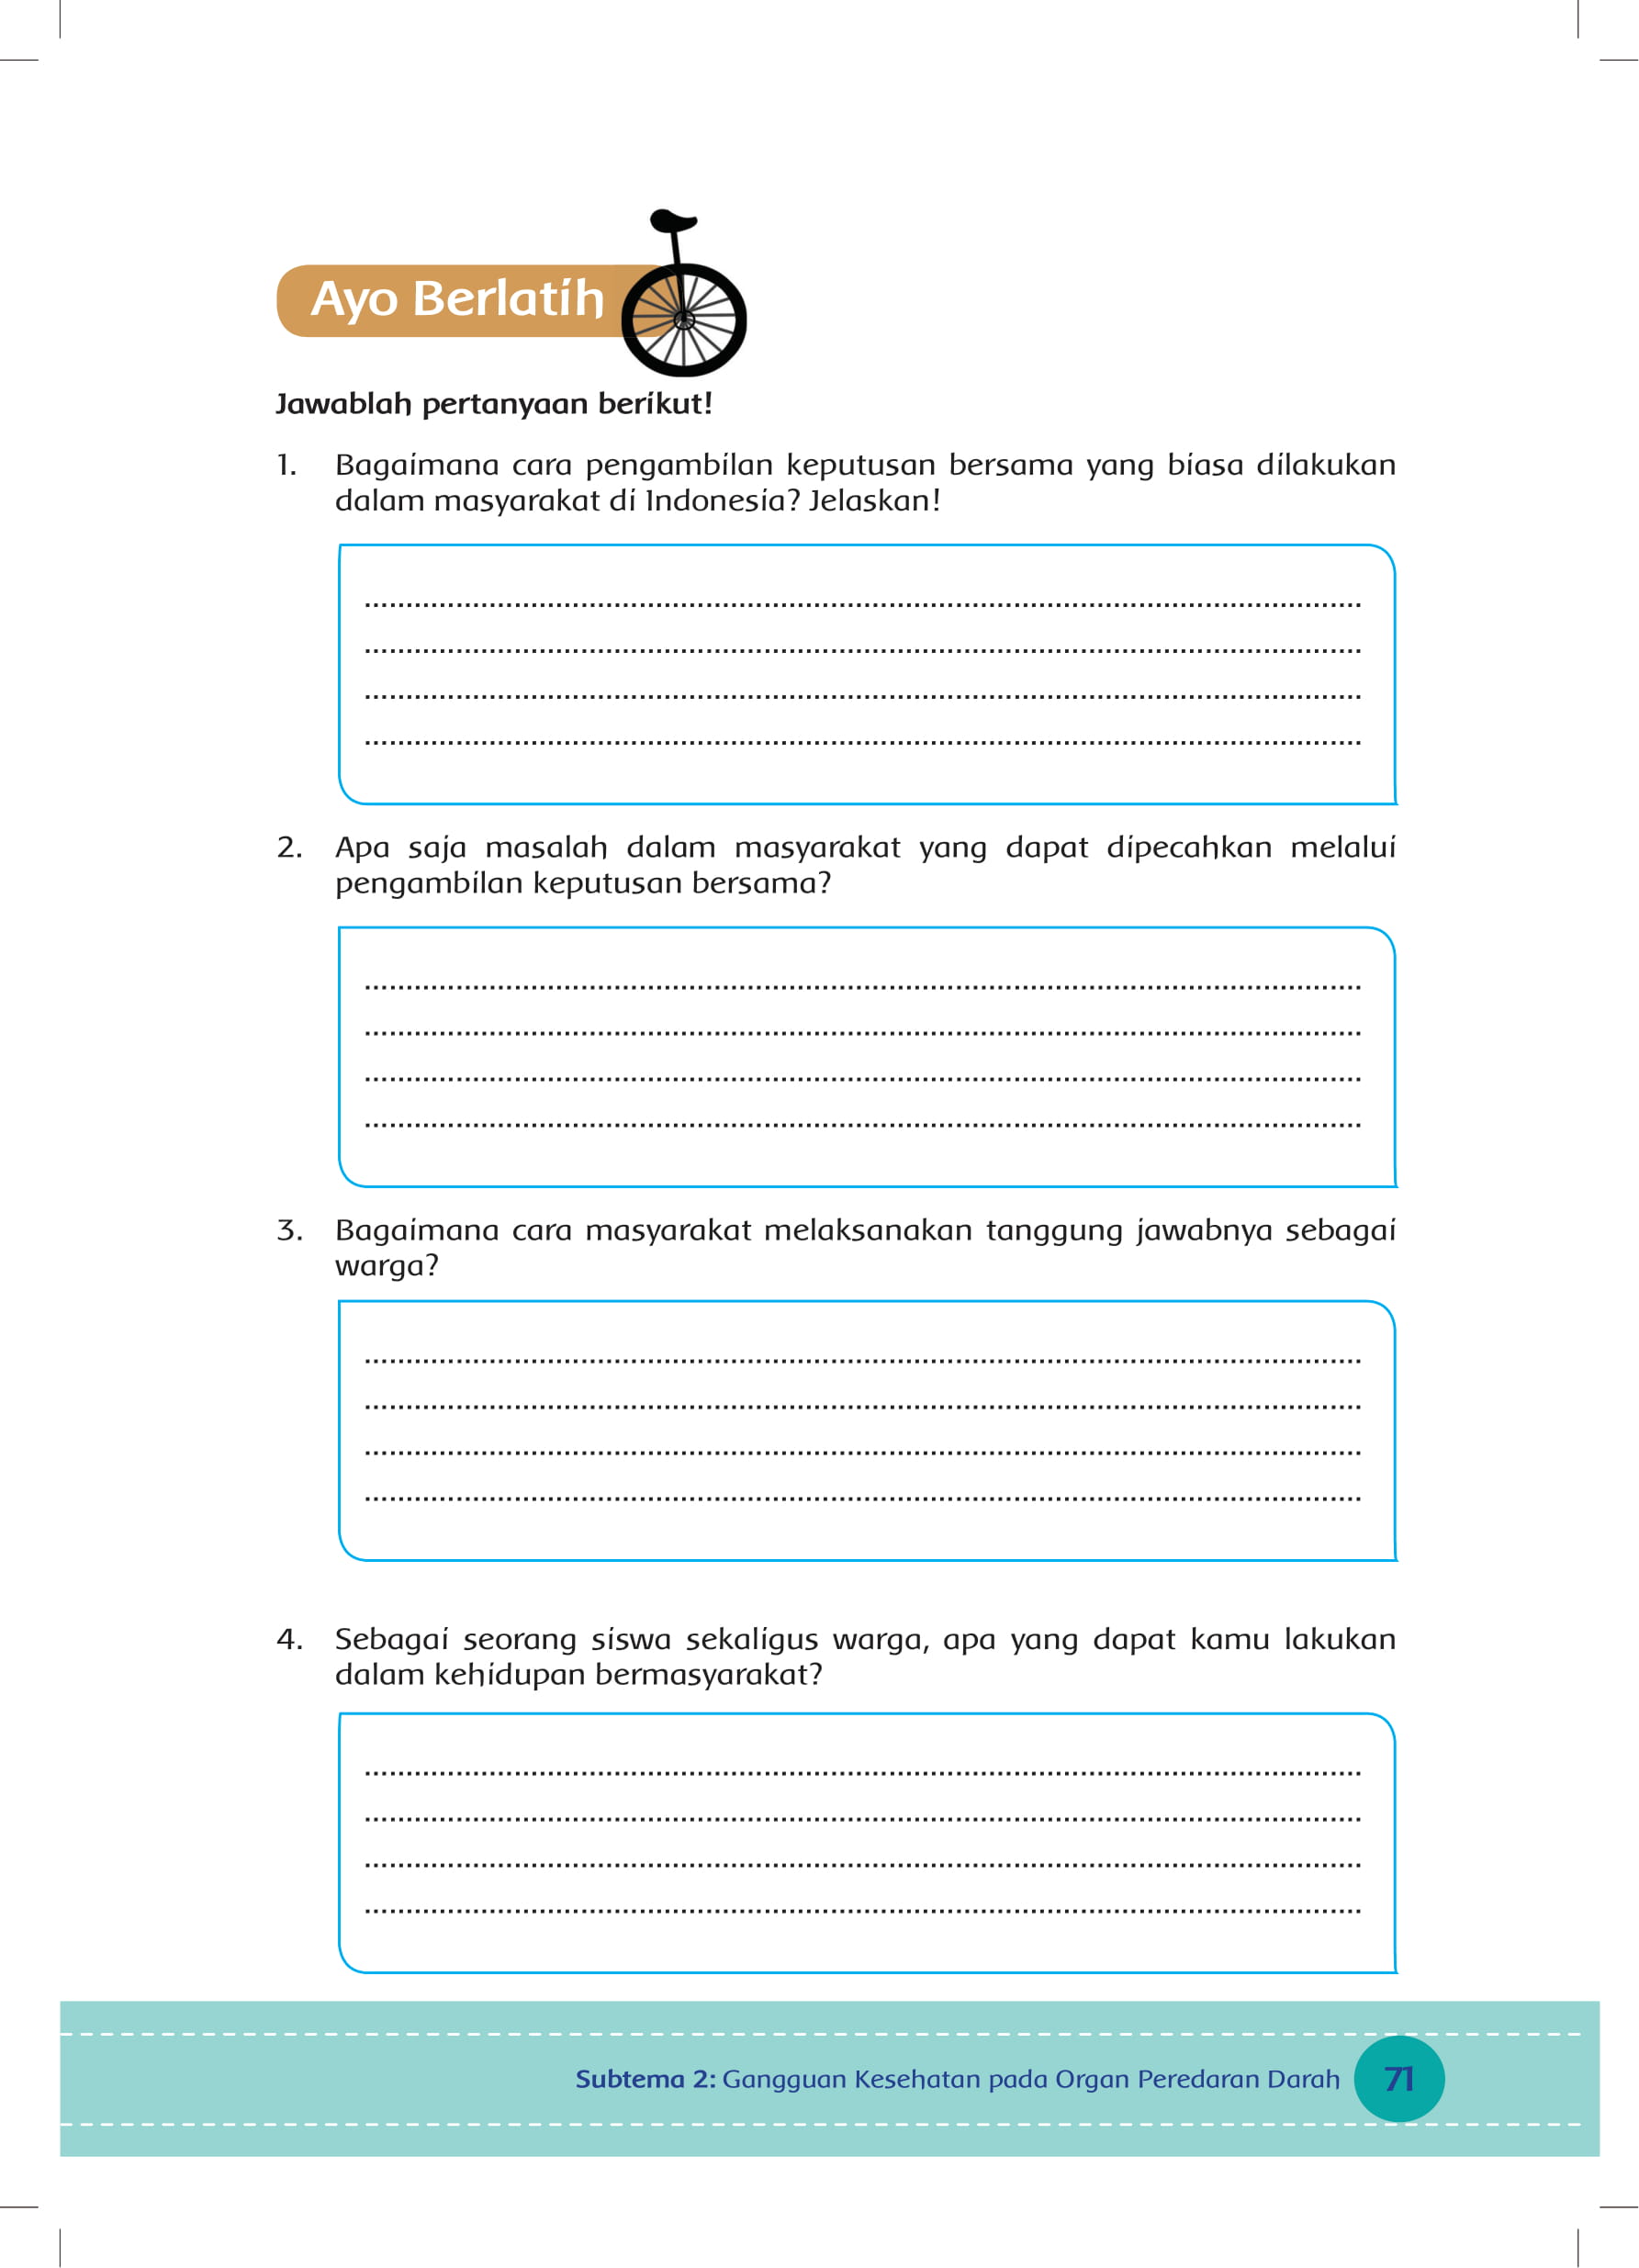 Ayo Berlatih
Jawablah pertanyaan berikut!
1. Bagaimana cara pengambilan keputusan bersama yang biasa dilakukan
dalam masyarakat di Indonesia? Jelaskan!
................................................................................
................................................................................
................................................................................
................................................................................
2. Apa saja masalah dalam masyarakat yang dapat dipecahkan melalui
pengambilan keputusan bersama?
................................................................................
................................................................................
................................................................................
................................................................................
3. Bagaimana cara masyarakat melaksanakan tanggung jawabnya sebagai
warga?
................................................................................
................................................................................
................................................................................
................................................................................
4. Sebagai seorang siswa sekaligus warga, apa yang dapat kamu lakukan
dalam kehidupan bermasyarakat?
................................................................................
................................................................................
................................................................................
................................................................................
Subtema 2: Gangguan Kesehatan pada Organ Peredaran Darah 71